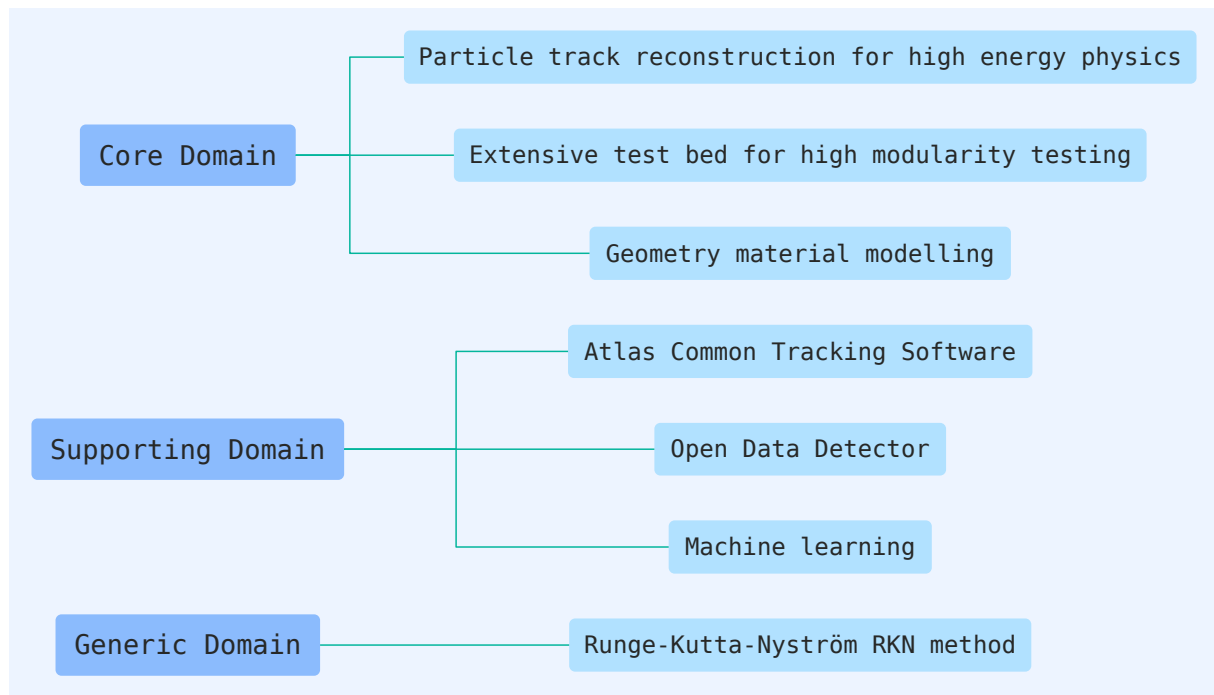 Core Domain
Particle track reconstruction for high energy physics
Extensive test bed for high modularity testing
Geometry material modelling
Supporting Domain
Atlas Common Tracking Software
Open Data Detector
Machine learning
Generic Domain
Runge-Kutta-Nyström RKN method